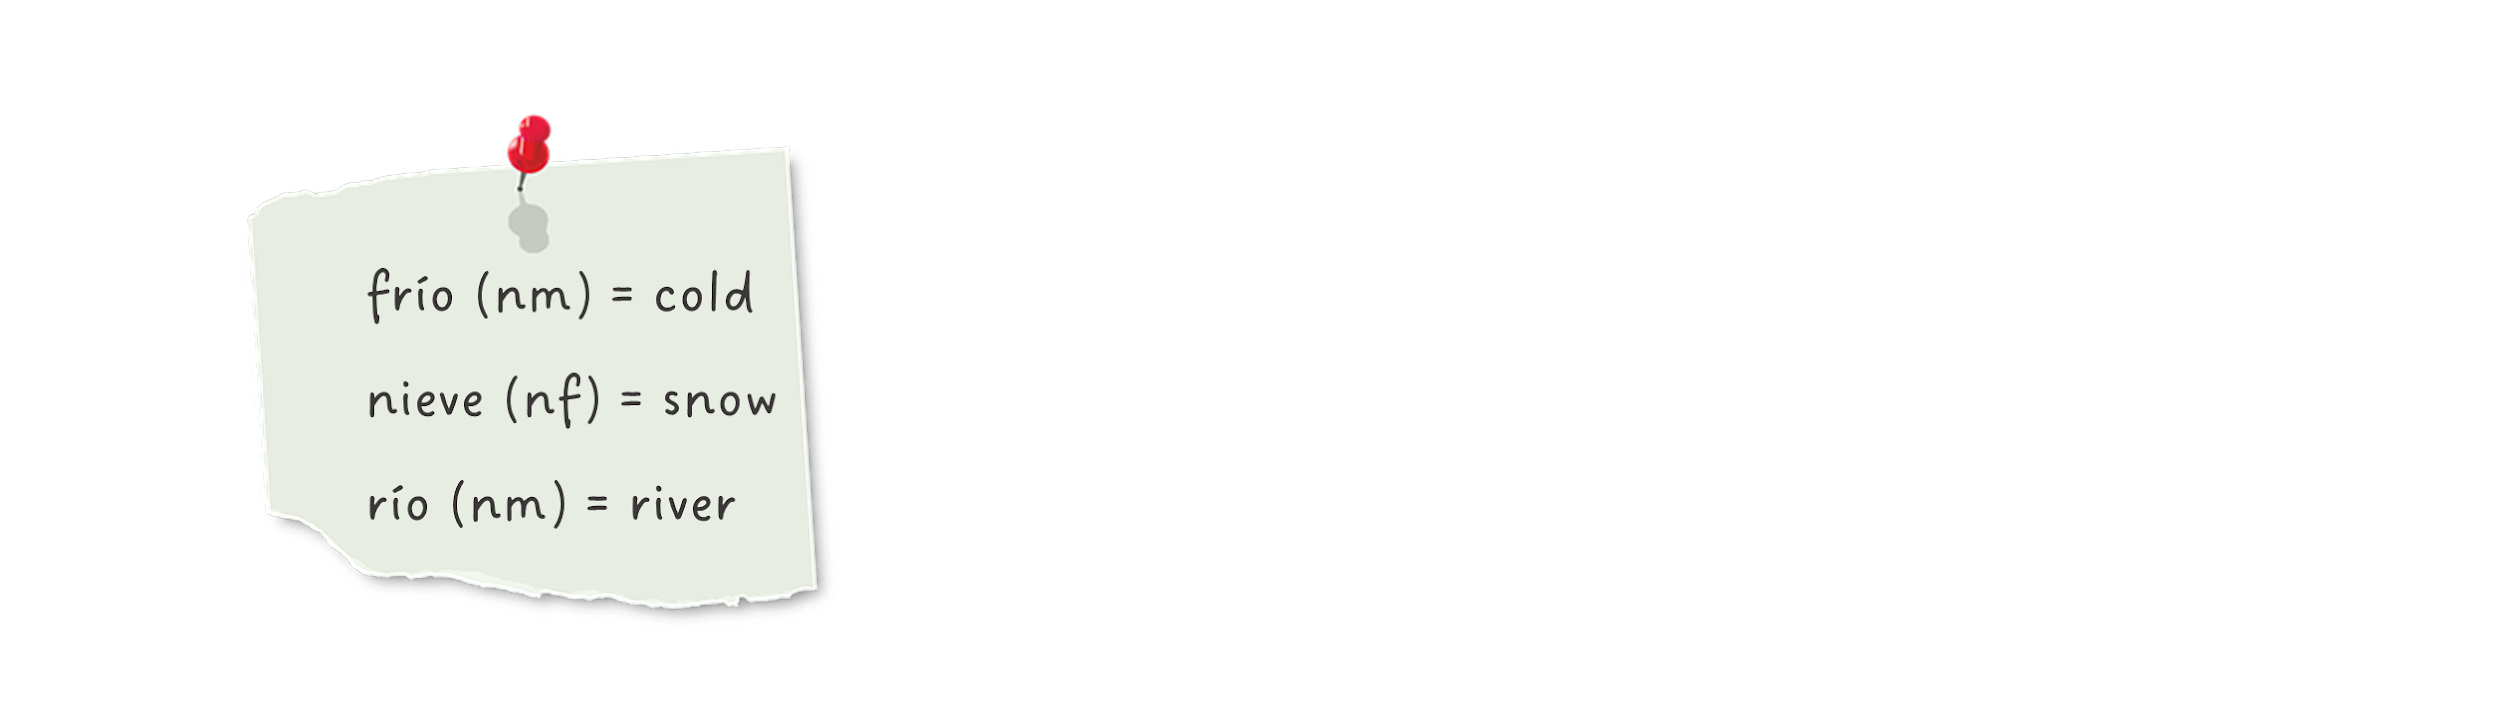 frío (nm) = cold
nieve (nf) = snow
río (nm) = river